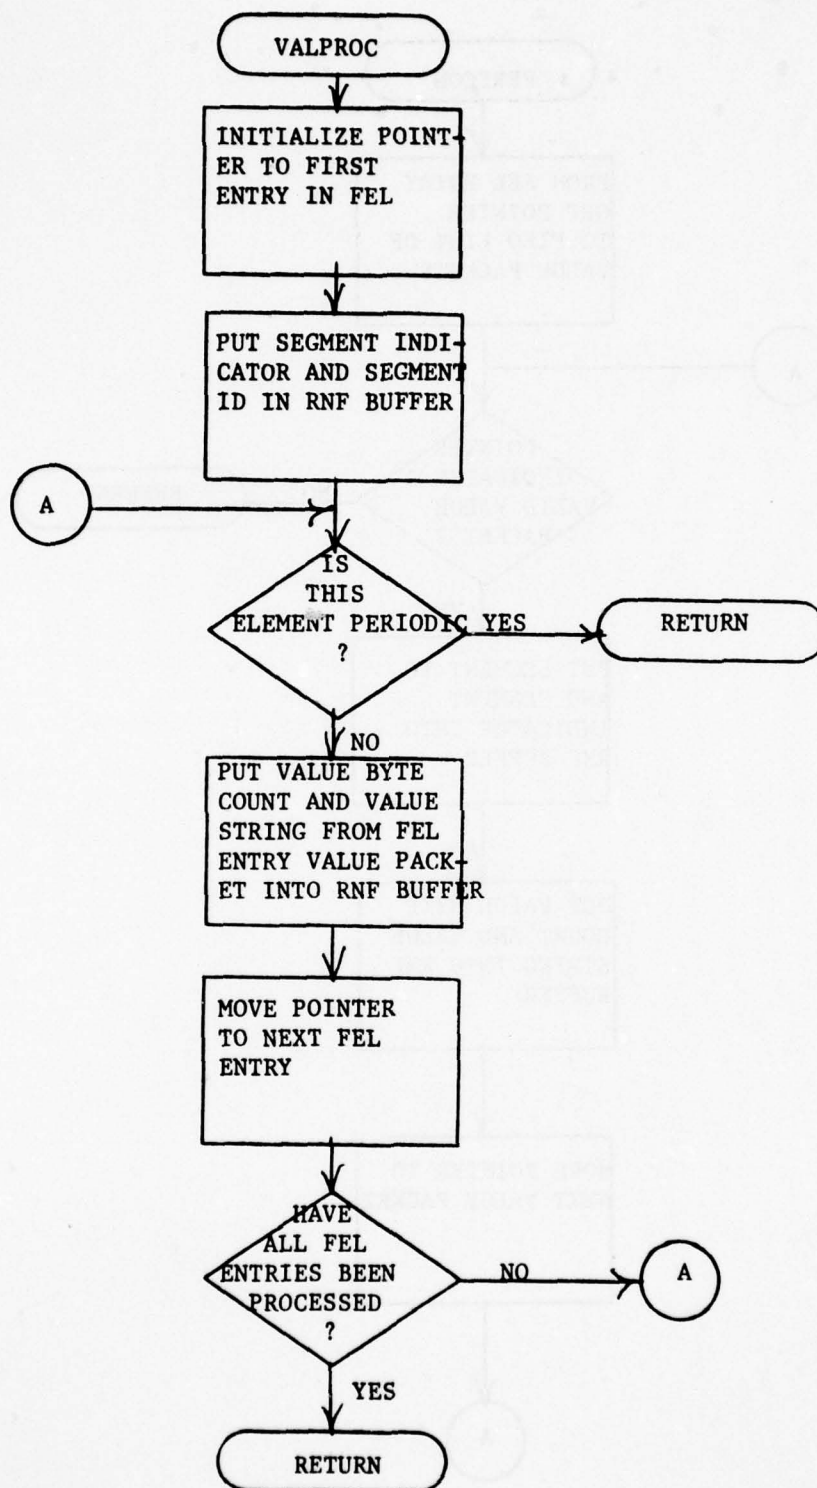 VALPROC
INITIALIZE POINT-
ER TO FIRST
ENTRY IN FEL
PUT SEGMENT INDI-
CATOR AND SEGMENT
ID IN RNF BUFFER
A
IS
THIS
ELEMENT PERIODIC YES
?
RETURN
NO
PUT VALUE BYTE
COUNT AND VALUE
STRING FROM FEL
ENTRY VALUE PACK-
ET INTO RNF BUFFER
MOVE POINTER
TO NEXT FEL
ENTRY
HAVE
ALL FEL
ENTRIES BEEN
PROCESSED
?
NO
A
YES
RETURN